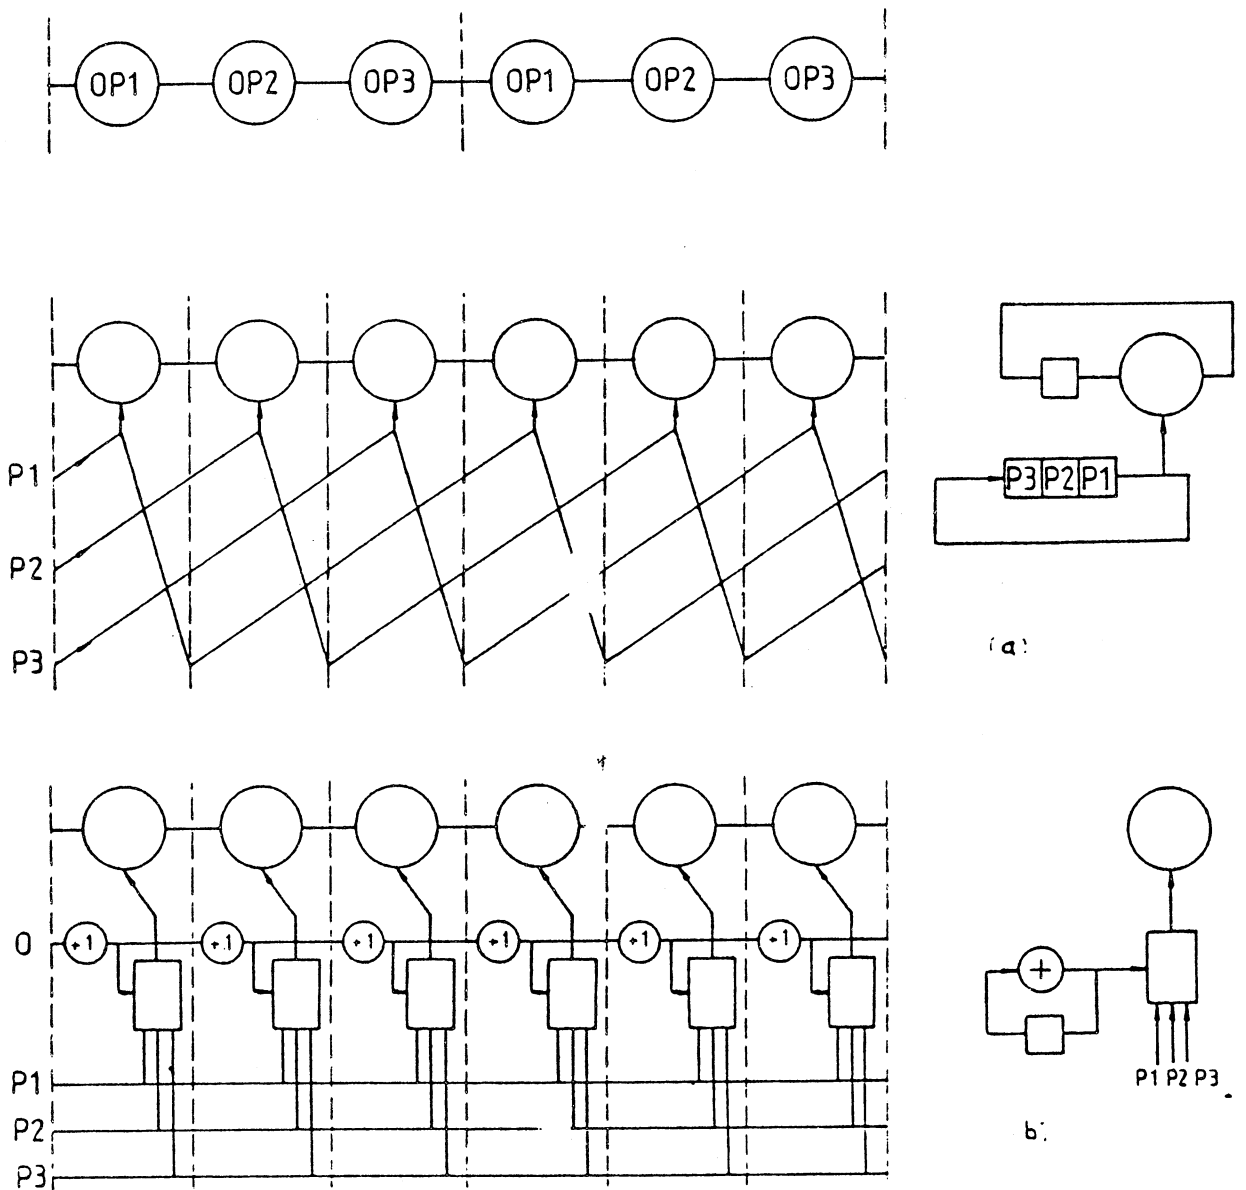 OP1 OP2 OP3 OP1 OP2 OP3
P1
P3 P2 P1
P2
P3
(a)
0 +1 +1 +1 +1 +1 +1
+
P1
P1 P2 P3
P2
b)
P3